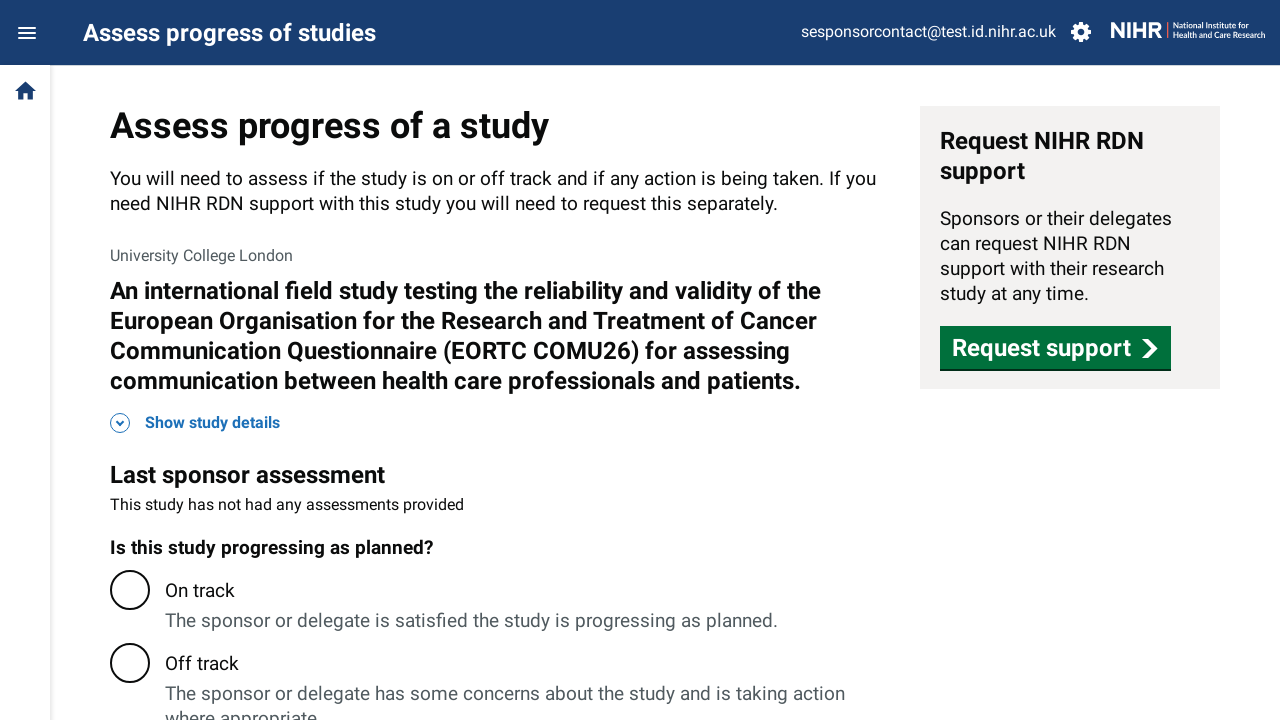 Assess progress of studies
sesponsorcontact@test.id.nihr.ac.uk
NIHR | National Institute for
Health and Care Research
Assess progress of a study
You will need to assess if the study is on or off track and if any action is being taken. If you
need NIHR RDN support with this study you will need to request this separately.
University College London
An international field study testing the reliability and validity of the
European Organisation for the Research and Treatment of Cancer
Communication Questionnaire (EORTC COMU26) for assessing
communication between health care professionals and patients.
Show study details
Last sponsor assessment
This study has not had any assessments provided
Is this study progressing as planned?
On track
The sponsor or delegate is satisfied the study is progressing as planned.
Off track
The sponsor or delegate has some concerns about the study and is taking action
where appropriate.
Request NIHR RDN
support
Sponsors or their delegates
can request NIHR RDN
support with their research
study at any time.
Request support